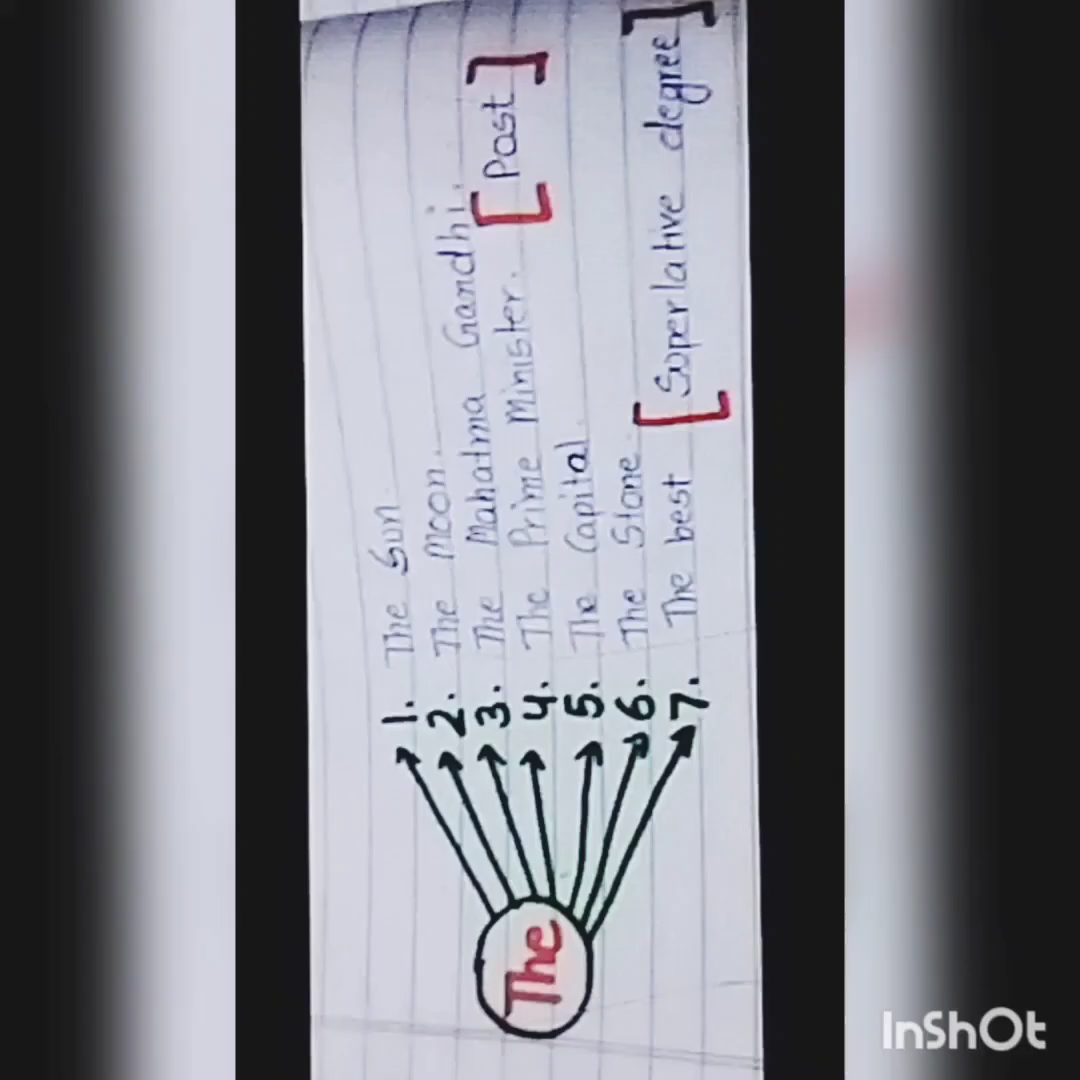 The
1. The Sun.
2. The Moon.
3. The Mahatma Gandhi.
4. The Prime Minister. [Post]
5. The Capital.
6. The Stone.
7. The best [Superlative degree]
InShOt